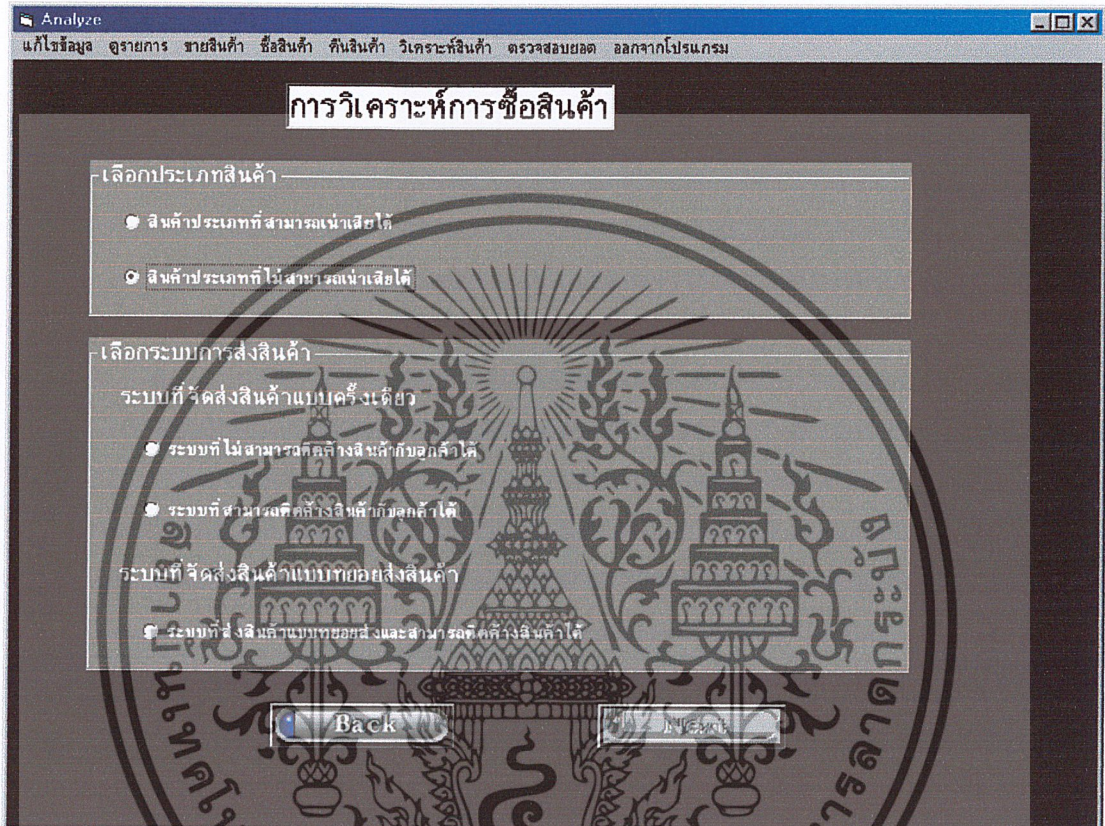 Analyze
แก้ไขข้อมูล ดูรายการ ขายสินค้า ซื้อสินค้า คืนสินค้า วิเคราะห์สินค้า ตรวจสอบยอด ออกจากโปรแกรม
การวิเคราะห์การซื้อสินค้า
เลือกประเภทสินค้า
สินค้าประเภทที่สามารถเน่าเสียได้
สินค้าประเภทที่ไม่สามารถเน่าเสียได้
เลือกระบบการส่งสินค้า
ระบบที่จัดส่งสินค้าแบบครั้งเดียว
ระบบที่ไม่สามารถติดค้างสินค้ากับลูกค้าได้
ระบบที่สามารถติดค้างสินค้ากับลูกค้าได้
ระบบที่จัดส่งสินค้าแบบทยอยส่งสินค้า
ระบบที่ส่งสินค้าแบบทยอยส่งและสามารถติดค้างสินค้าได้
Back Next